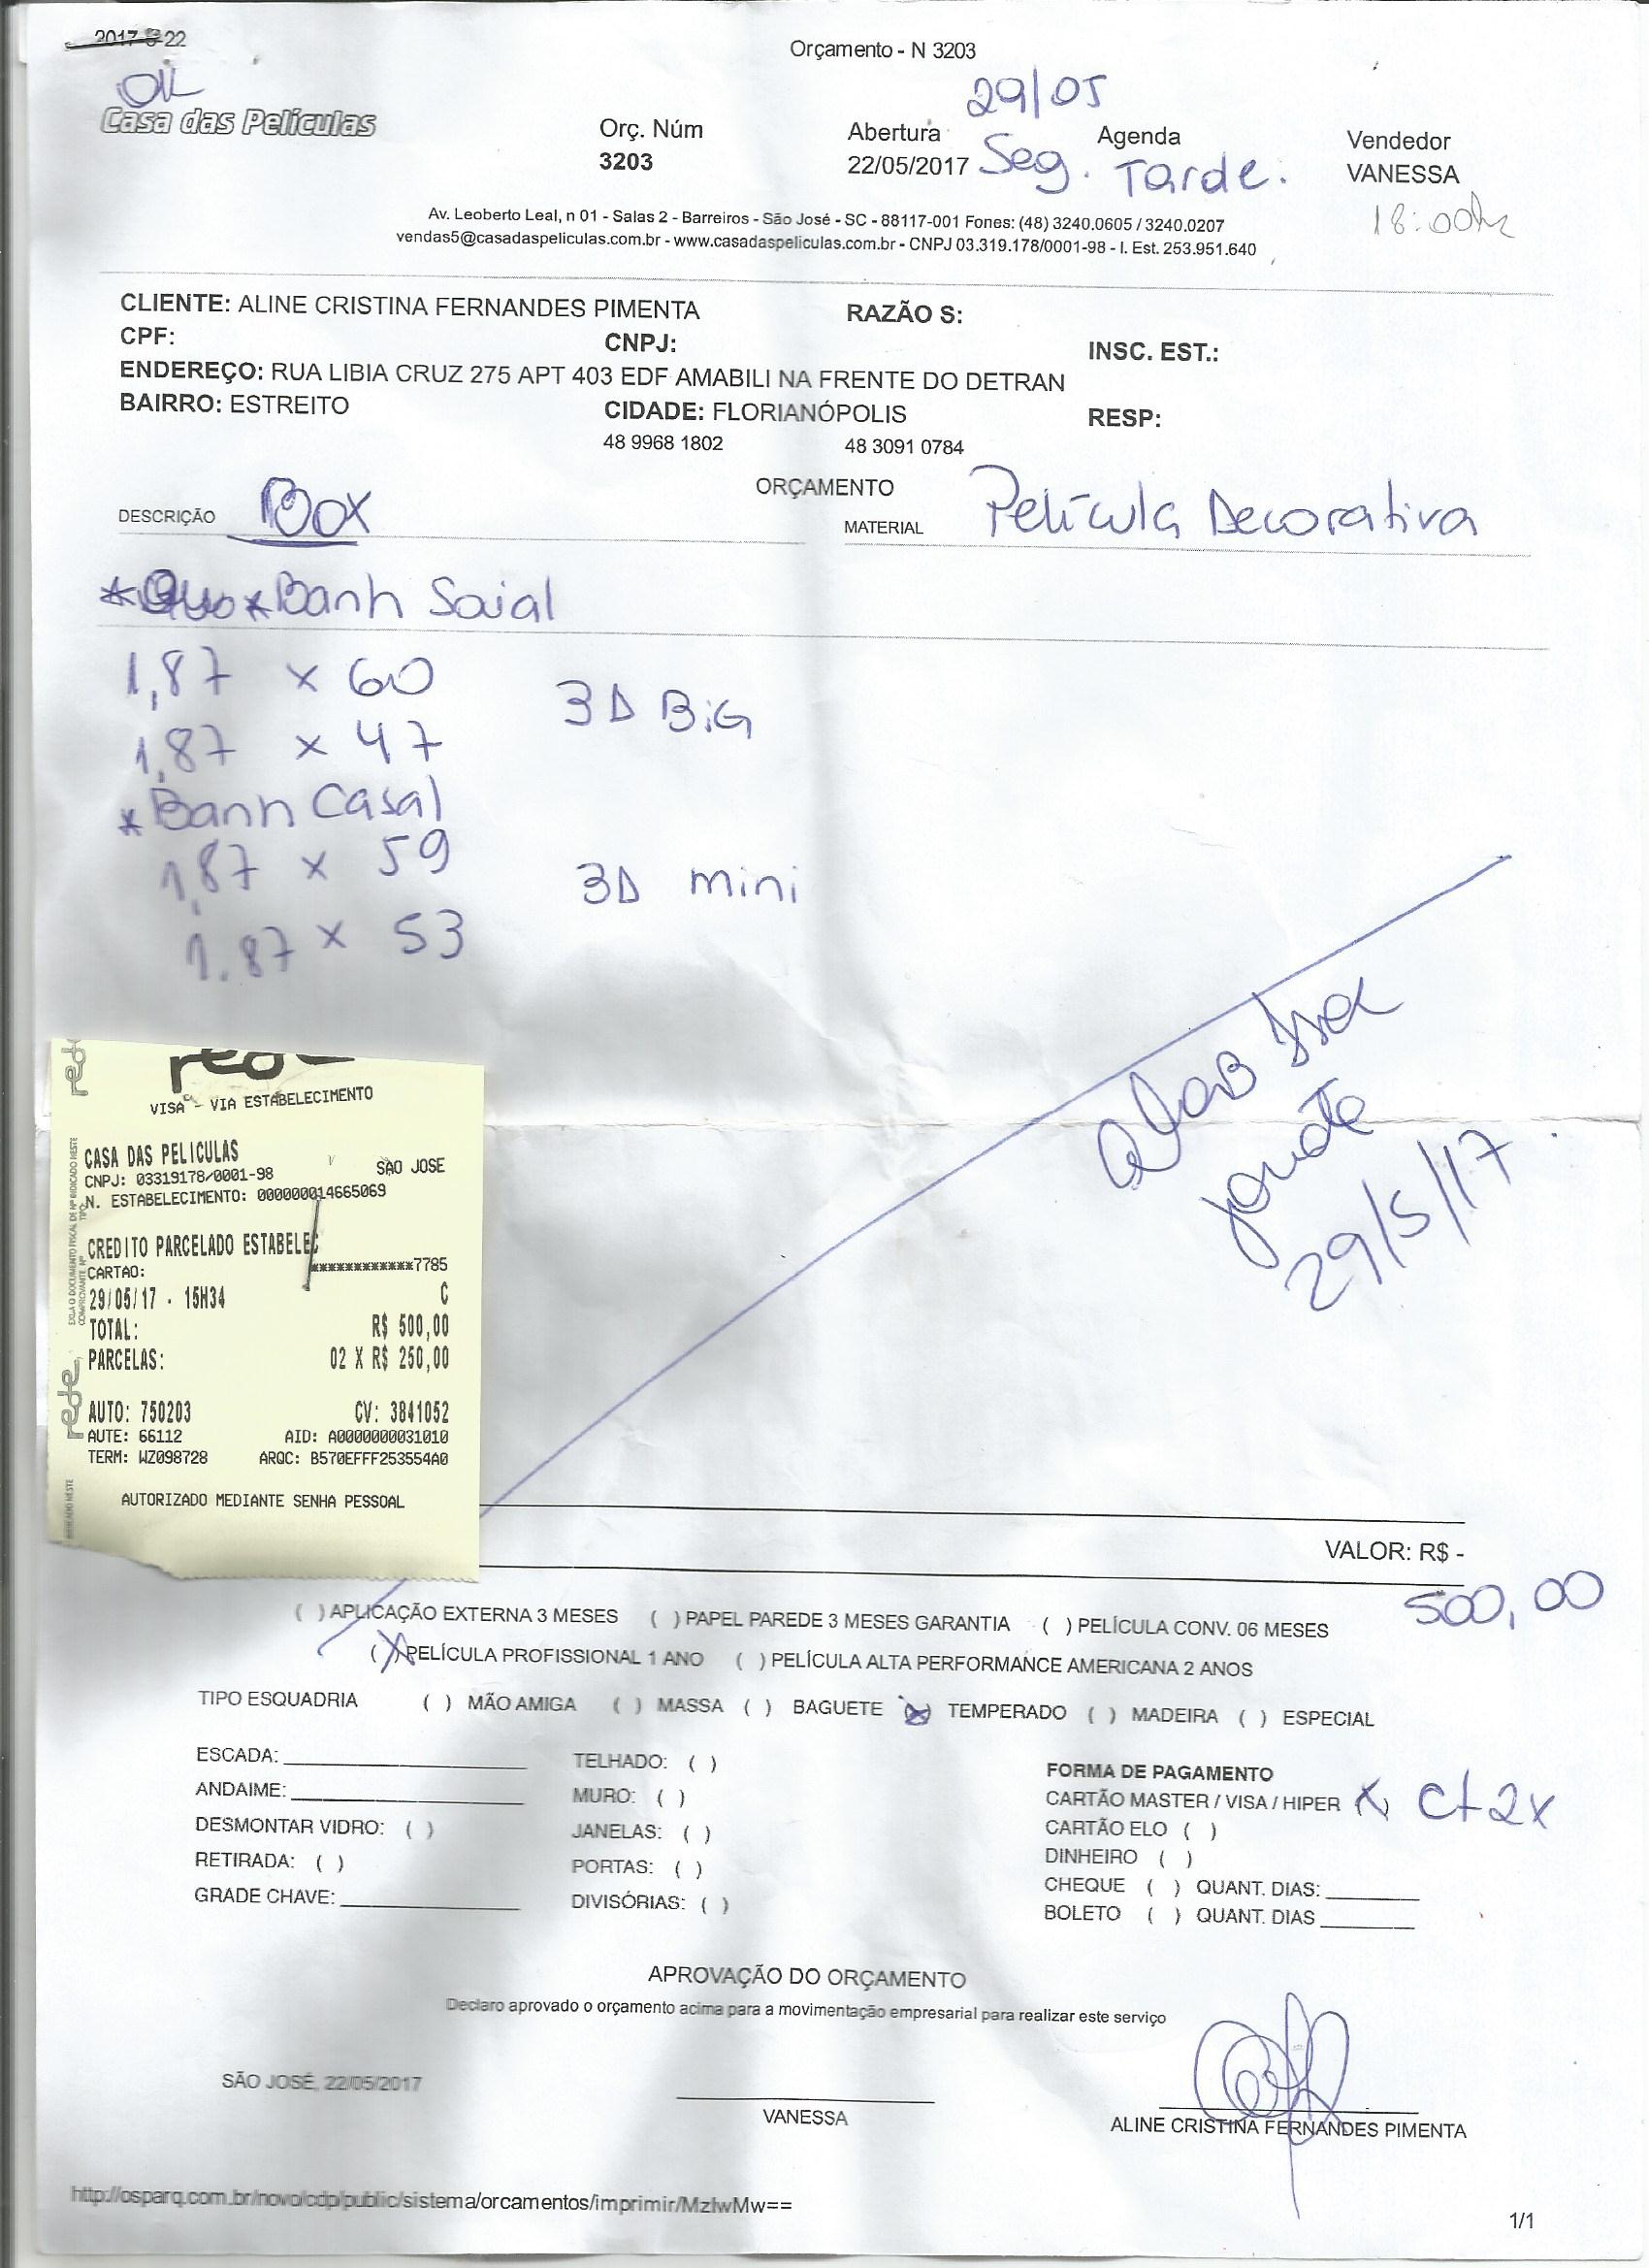 2017-5-22
Orçamento - N 3203
OK
29/05
Casa das Películas
Orç. Núm
Abertura
Agenda
Vendedor
3203
22/05/2017
Seg. Tarde.
VANESSA
18:00hs
Av. Leoberto Leal, n 01 - Salas 2 - Barreiros - São José - SC - 88117-001 Fones: (48) 3240.0605 / 3240.0207
vendas5@casadaspeliculas.com.br - www.casadaspeliculas.com.br - CNPJ 03.319.178/0001-98 - I. Est. 253.951.640
CLIENTE: ALINE CRISTINA FERNANDES PIMENTA RAZÃO S:
CPF: CNPJ: INSC. EST.:
ENDEREÇO: RUA LIBIA CRUZ 275 APT 403 EDF AMABILI NA FRENTE DO DETRAN
BAIRRO: ESTREITO CIDADE: FLORIANÓPOLIS RESP:
48 9968 1802 48 3091 0784
ORÇAMENTO
DESCRIÇÃO Box MATERIAL Película Decorativa
* Banh Social
1,87 x 60 3D BiG
1,87 x 47
* Banh Casal
1,87 x 59 3D mini
1.87 x 53
29/5/17
rede
VISA - VIA ESTABELECIMENTO
CASA DAS PELICULAS
CNPJ: 03319178/0001-98 SAO JOSE
N. ESTABELECIMENTO: 000000014665069
CREDITO PARCELADO ESTABELEC
CARTAO: ************7785
29/05/17 - 15H34 C
TOTAL: R$ 500,00
PARCELAS: 02 X R$ 250,00
AUTO: 750203 CV: 3841052
AUTE: 66112 AID: A0000000031010
TERM: WZ098728 ARQC: B570EFFF253554A0
AUTORIZADO MEDIANTE SENHA PESSOAL
rede
rede
VALOR: R$ -
500,00
( ) APLICAÇÃO EXTERNA 3 MESES ( ) PAPEL PAREDE 3 MESES GARANTIA ( ) PELÍCULA CONV. 06 MESES
(X) PELÍCULA PROFISSIONAL 1 ANO ( ) PELÍCULA ALTA PERFORMANCE AMERICANA 2 ANOS
TIPO ESQUADRIA ( ) MÃO AMIGA ( ) MASSA ( ) BAGUETE (X) TEMPERADO ( ) MADEIRA ( ) ESPECIAL
ESCADA: TELHADO: ( )
ANDAIME: MURO: ( )
DESMONTAR VIDRO: ( ) JANELAS: ( )
RETIRADA: ( ) PORTAS: ( )
GRADE CHAVE: DIVISÓRIAS: ( )
FORMA DE PAGAMENTO
CARTÃO MASTER / VISA / HIPER (X) Ct 2x
CARTÃO ELO ( )
DINHEIRO ( )
CHEQUE ( ) QUANT. DIAS:
BOLETO ( ) QUANT. DIAS
APROVAÇÃO DO ORÇAMENTO
Declaro aprovado o orçamento acima para a movimentação empresarial para realizar este serviço
SÃO JOSÉ, 22/05/2017
VANESSA
ALINE CRISTINA FERNANDES PIMENTA
http://osparq.com.br/novo/cdp/public/sistema/orcamentos/imprimir/MzIwMw==
1/1